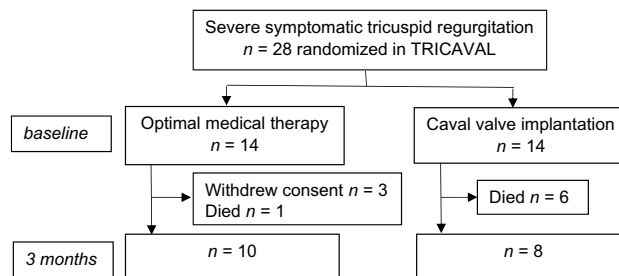 Severe symptomatic tricuspid regurgitation
n = 28 randomized in TRICAVAL
baseline
Optimal medical therapy
n = 14
Caval valve implantation
n = 14
Withdrew consent n = 3
Died n = 1
Died n = 6
3 months
n = 10
n = 8